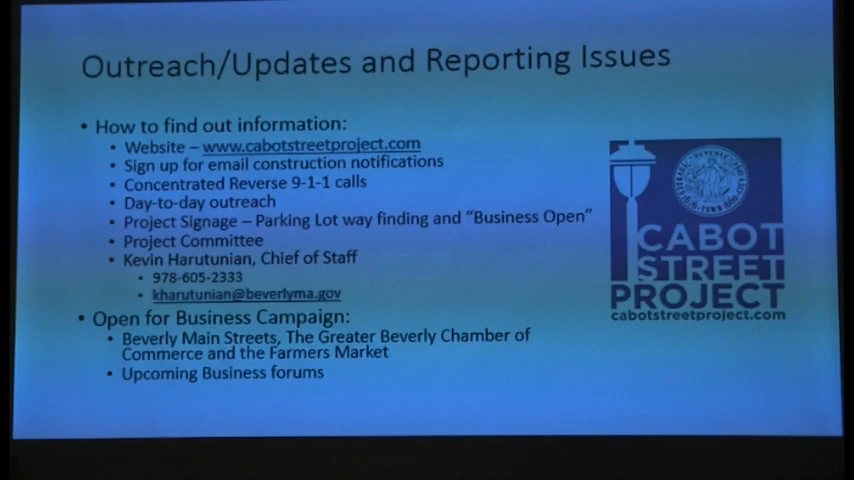 Outreach/Updates and Reporting Issues
• How to find out information:
• Website – www.cabotstreetproject.com
• Sign up for email construction notifications
• Concentrated Reverse 9-1-1 calls
• Day-to-day outreach
• Project Signage – Parking Lot way finding and “Business Open”
• Project Committee
• Kevin Harutunian, Chief of Staff
• 978-605-2333
• kharutunian@beverlyma.gov
• Open for Business Campaign:
• Beverly Main Streets, The Greater Beverly Chamber of
Commerce and the Farmers Market
• Upcoming Business forums
CABOT
STREET
PROJECT
cabotstreetproject.com